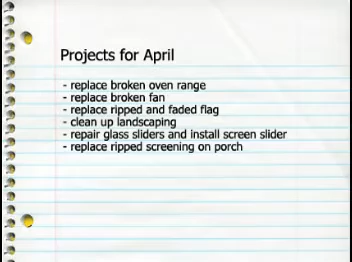 Projects for April
- replace broken oven range
- replace broken fan
- replace ripped and faded flag
- clean up landscaping
- repair glass sliders and install screen slider
- replace ripped screening on porch